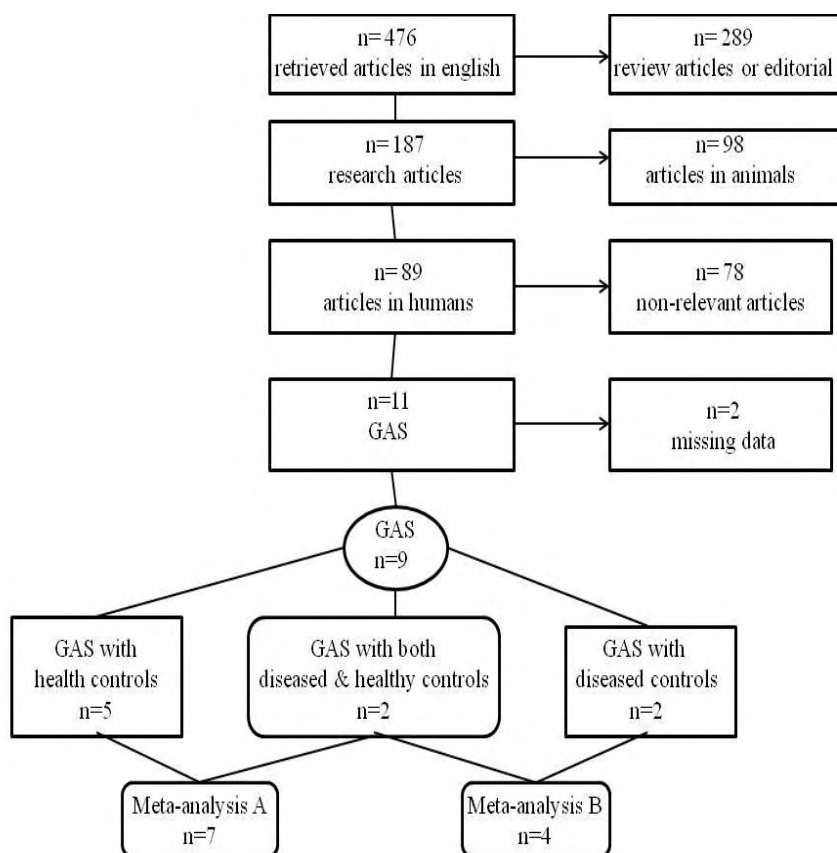 n=476
retrieved articles in english
n=289
review articles or editorial
n=187
research articles
n=98
articles in animals
n=89
articles in humans
n=78
non-relevant articles
n=11
GAS
n=2
missing data
GAS
n=9
GAS with
health controls
n=5
GAS with both
diseased & healthy controls
n=2
GAS with
diseased controls
n=2
Meta-analysis A
n=7
Meta-analysis B
n=4